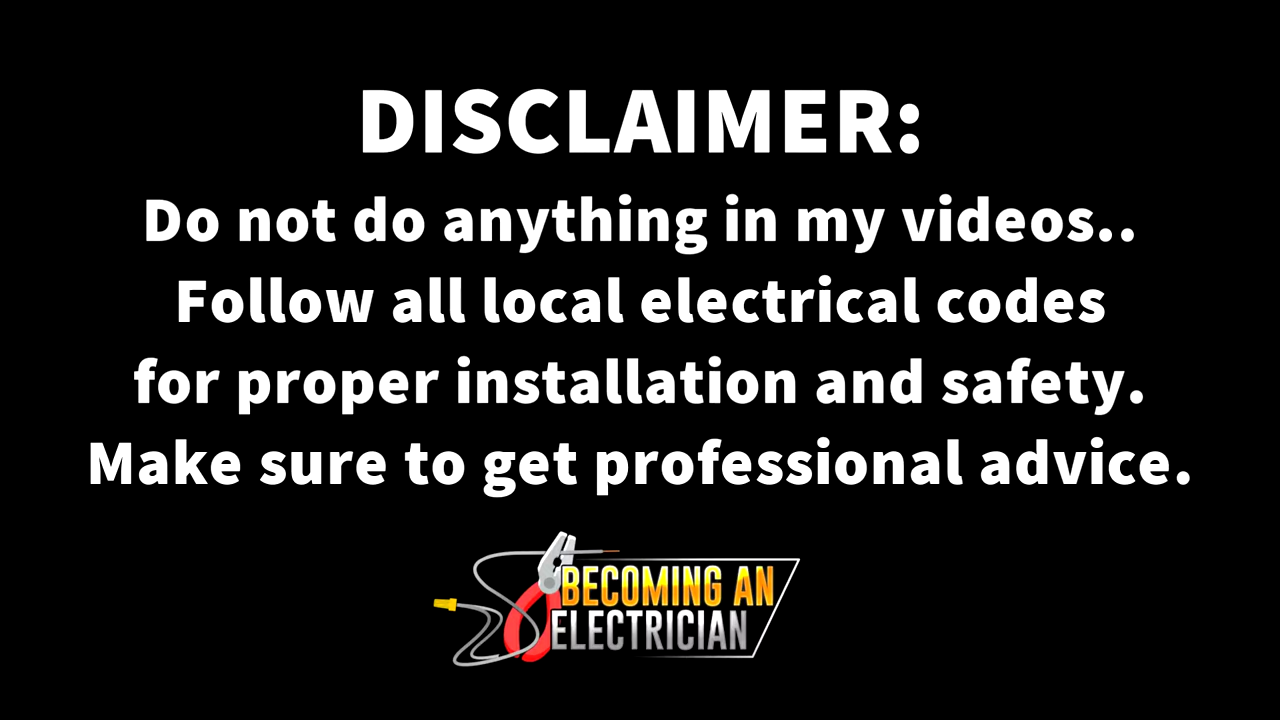 DISCLAIMER:
Do not do anything in my videos..
Follow all local electrical codes
for proper installation and safety.
Make sure to get professional advice.
BECOMING AN
ELECTRICIAN